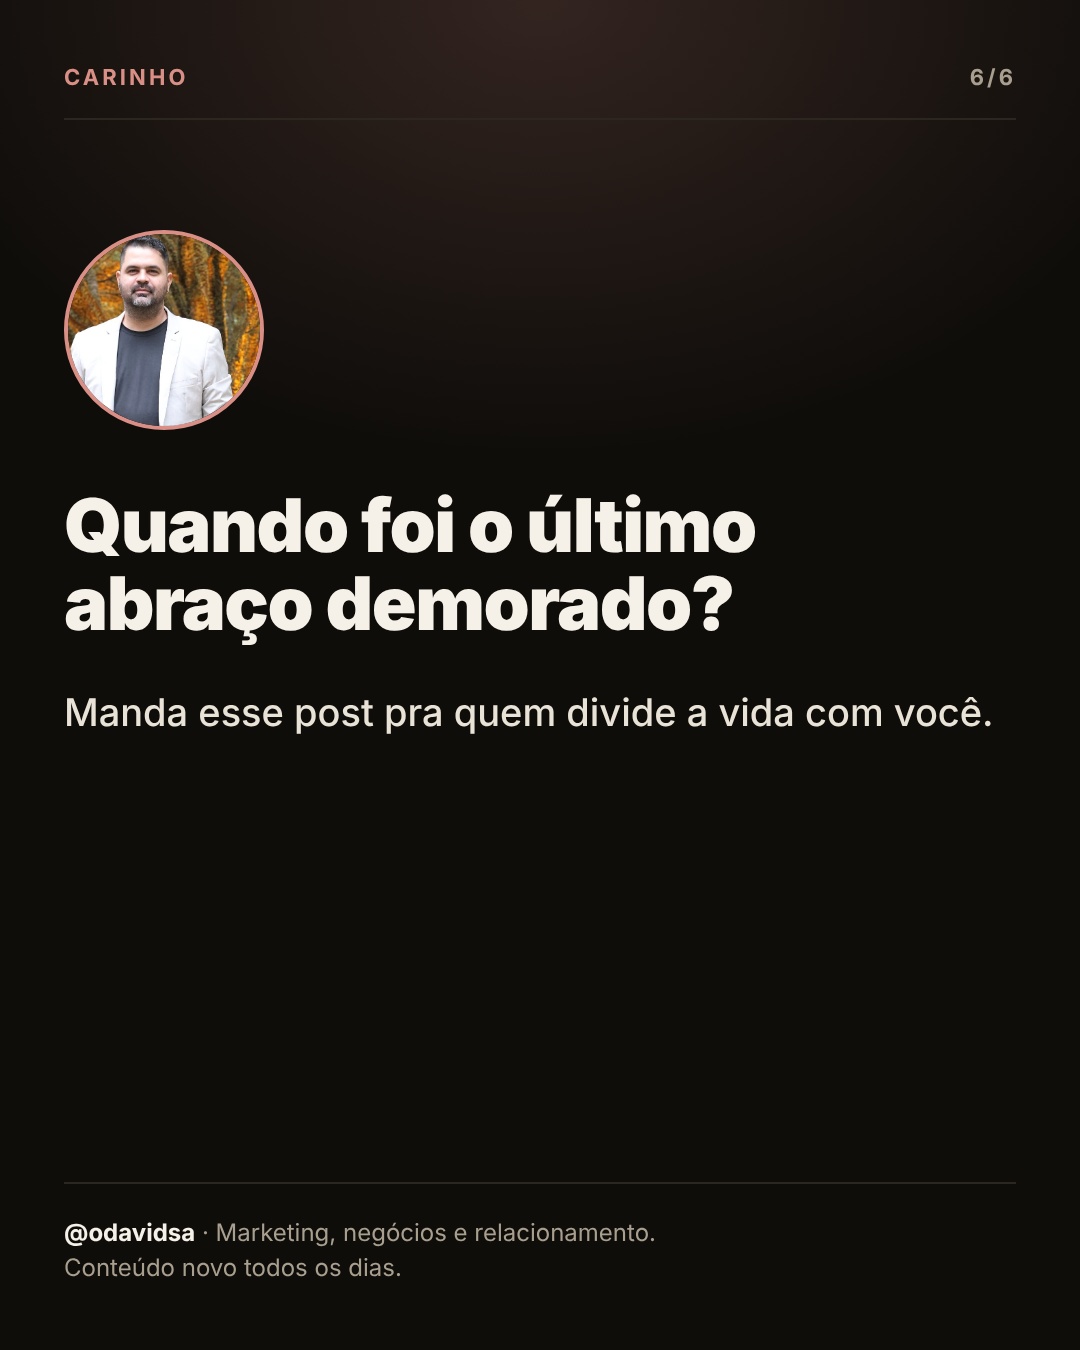 CARINHO
6/6
Quando foi o último
abraço demorado?
Manda esse post pra quem divide a vida com você.
@odavidsa · Marketing, negócios e relacionamento.
Conteúdo novo todos os dias.